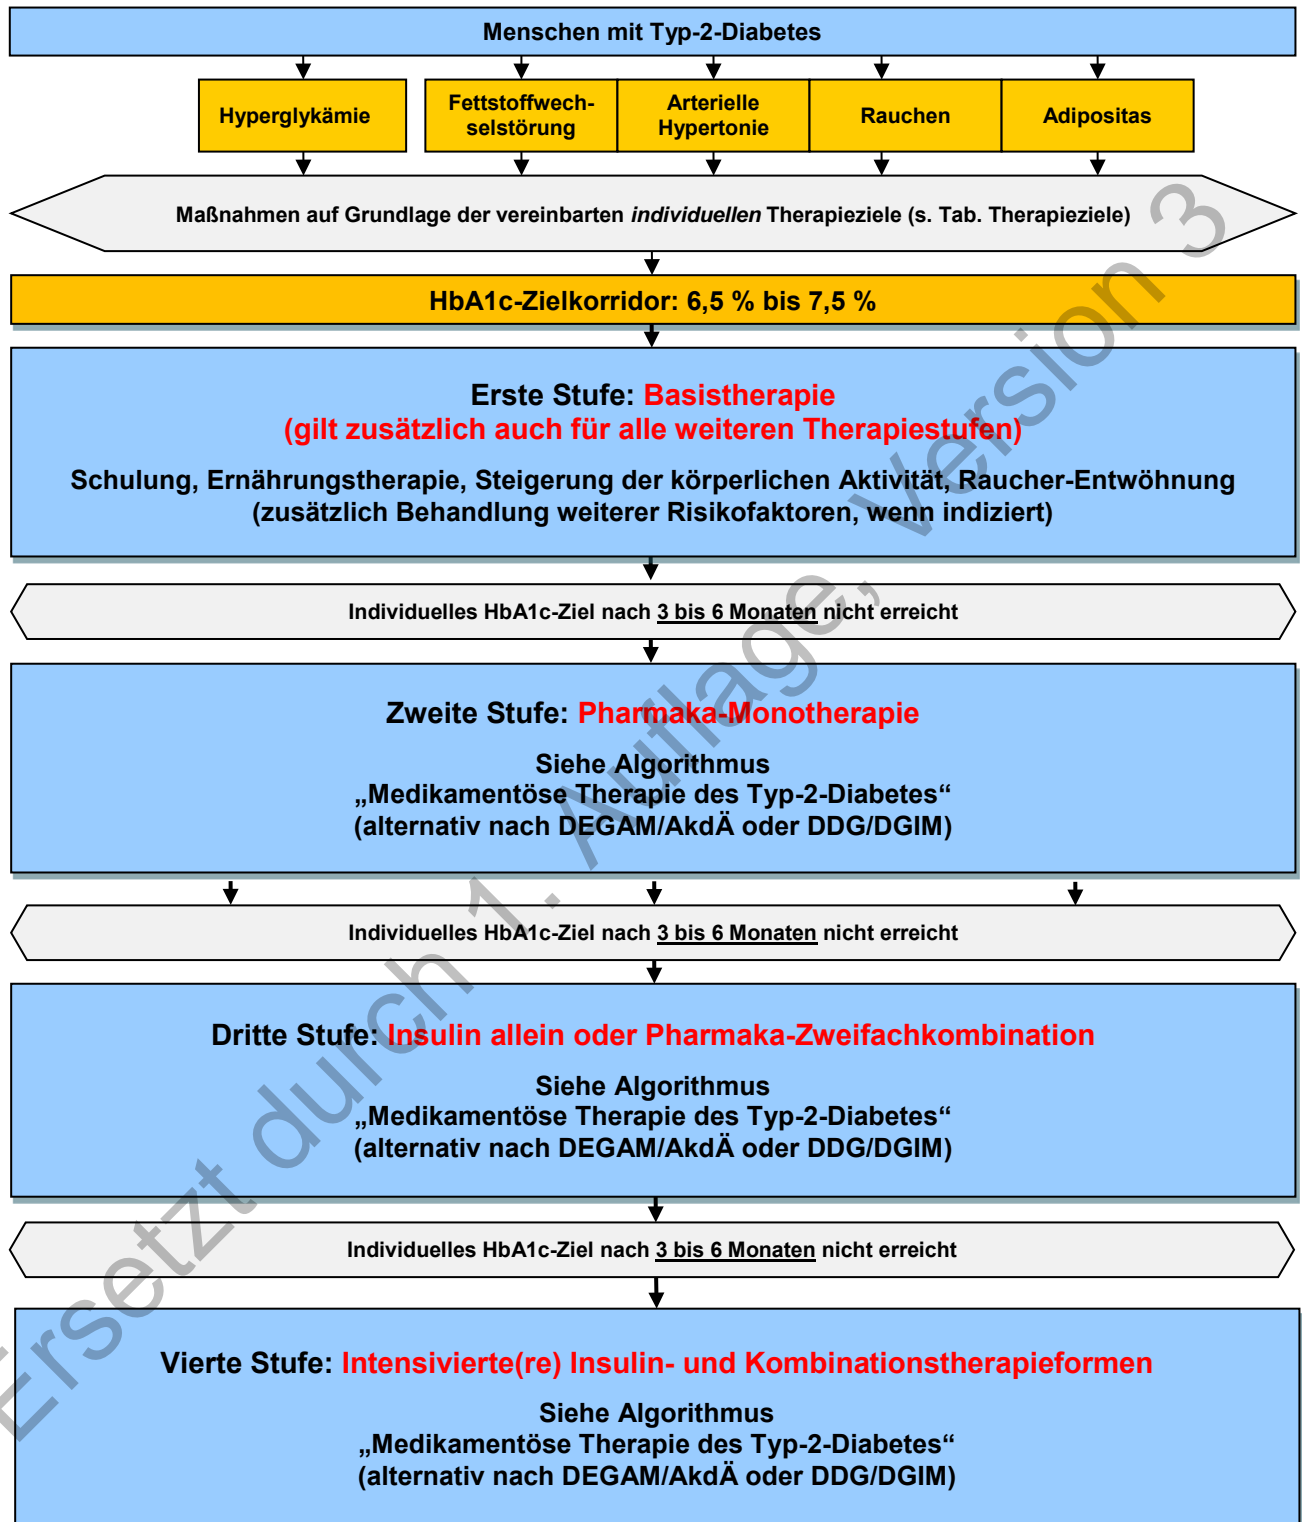 Menschen mit Typ-2-Diabetes
Hyperglykämie
Fettstoffwech-
selstörung
Arterielle
Hypertonie
Rauchen
Adipositas
Maßnahmen auf Grundlage der vereinbarten individuellen Therapieziele (s. Tab. Therapieziele)
HbA1c-Zielkorridor: 6,5 % bis 7,5 %
Erste Stufe: Basistherapie
(gilt zusätzlich auch für alle weiteren Therapiestufen)
Schulung, Ernährungstherapie, Steigerung der körperlichen Aktivität, Raucher-Entwöhnung
(zusätzlich Behandlung weiterer Risikofaktoren, wenn indiziert)
Individuelles HbA1c-Ziel nach 3 bis 6 Monaten nicht erreicht
Zweite Stufe: Pharmaka-Monotherapie
Siehe Algorithmus
„Medikamentöse Therapie des Typ-2-Diabetes“
(alternativ nach DEGAM/AkdÄ oder DDG/DGIM)
Individuelles HbA1c-Ziel nach 3 bis 6 Monaten nicht erreicht
Dritte Stufe: Insulin allein oder Pharmaka-Zweifachkombination
Siehe Algorithmus
„Medikamentöse Therapie des Typ-2-Diabetes“
(alternativ nach DEGAM/AkdÄ oder DDG/DGIM)
Individuelles HbA1c-Ziel nach 3 bis 6 Monaten nicht erreicht
Vierte Stufe: Intensivierte(re) Insulin- und Kombinationstherapieformen
Siehe Algorithmus
„Medikamentöse Therapie des Typ-2-Diabetes“
(alternativ nach DEGAM/AkdÄ oder DDG/DGIM)
Ersetzt durch 1. Auflage, Version 3